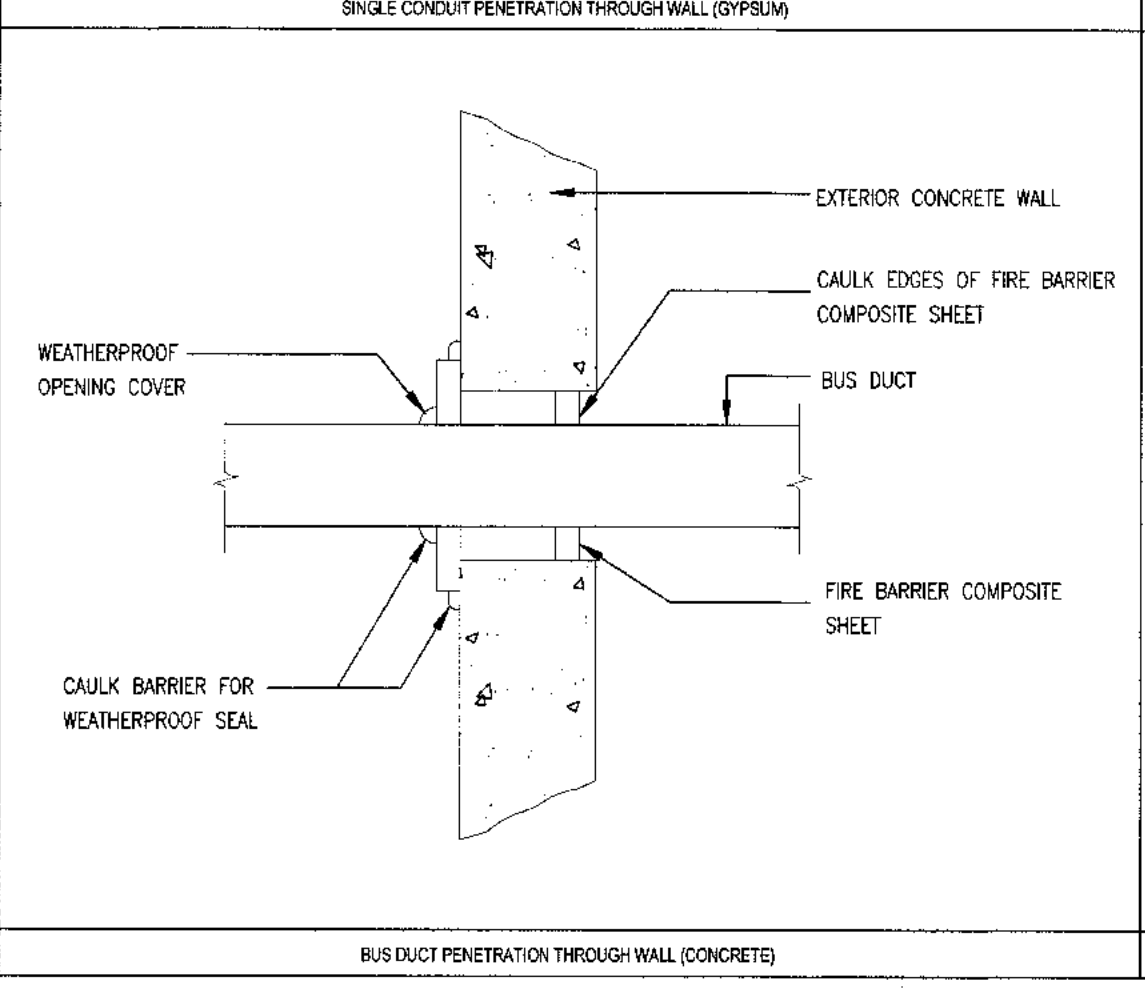 SINGLE CONDUIT PENETRATION THROUGH WALL (GYPSUM)
EXTERIOR CONCRETE WALL
CAULK EDGES OF FIRE BARRIER
COMPOSITE SHEET
WEATHERPROOF
OPENING COVER
BUS DUCT
FIRE BARRIER COMPOSITE
SHEET
CAULK BARRIER FOR
WEATHERPROOF SEAL
BUS DUCT PENETRATION THROUGH WALL (CONCRETE)